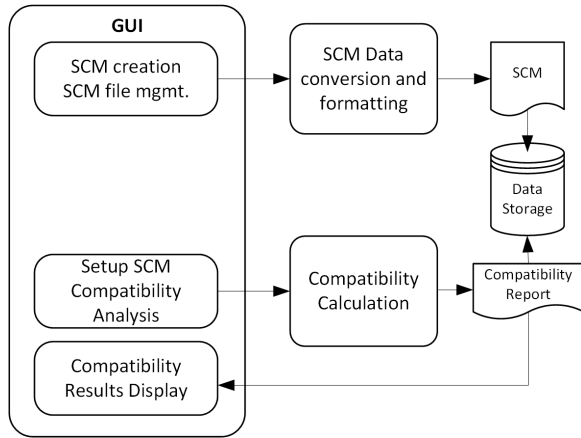 GUI
SCM creation
SCM file mgmt.
SCM Data
conversion and
formatting
SCM
Data
Storage
Setup SCM
Compatibility
Analysis
Compatibility
Calculation
Compatibility
Report
Compatibility
Results Display